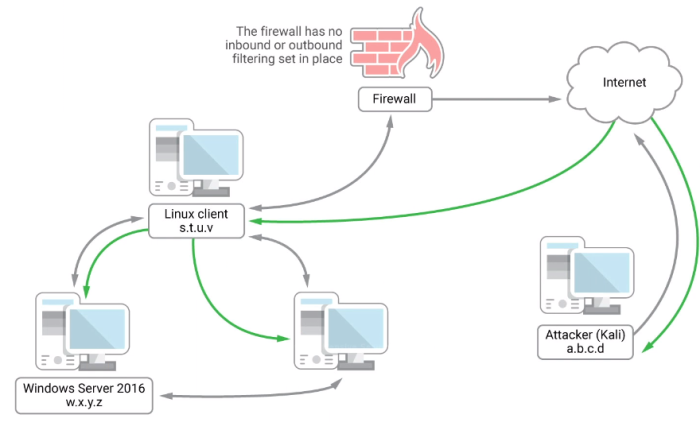 The firewall has no
inbound or outbound
filtering set in place
Firewall
Internet
Linux client
s.t.u.v
Attacker (Kali)
a.b.c.d
Windows Server 2016
w.x.y.z